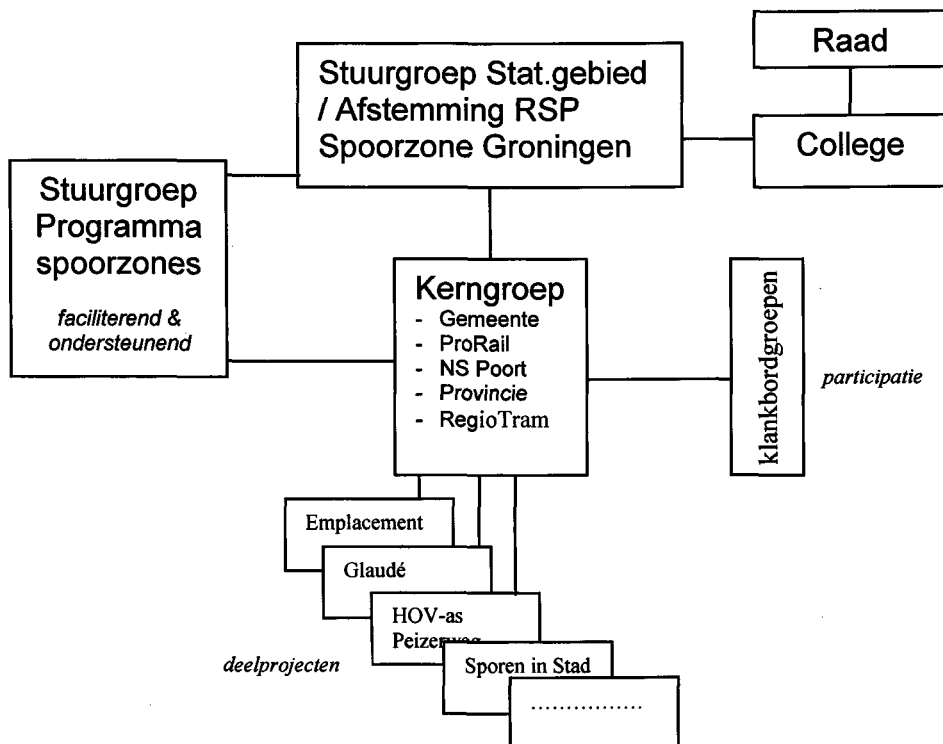 Raad
Stuurgroep Stat.gebied
/ Afstemming RSP
Spoorzone Groningen
College
Stuurgroep
Programma
spoorzones
faciliterend &
ondersteunend
Kerngroep
- Gemeente
- ProRail
- NS Poort
- Provincie
- RegioTram
klankbordgroepen
participatie
Emplacement
Glaudé
HOV-as
Peizerweg
deelprojecten
Sporen in Stad
................